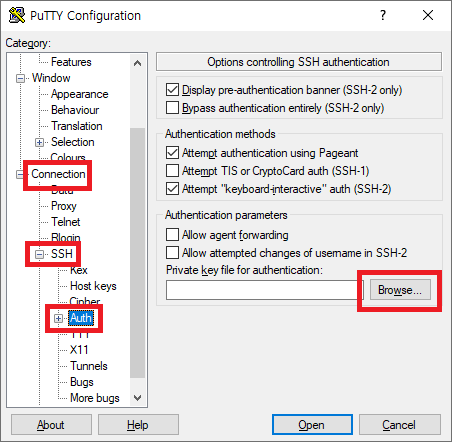 PuTTY Configuration
Category:
Features
Window
Appearance
Behaviour
Translation
Selection
Colours
Connection
Data
Proxy
Telnet
Rlogin
SSH
Kex
Host keys
Cipher
Auth
TTY
X11
Tunnels
Bugs
More bugs
Options controlling SSH authentication
Display pre-authentication banner (SSH-2 only)
Bypass authentication entirely (SSH-2 only)
Authentication methods
Attempt authentication using Pageant
Attempt TIS or CryptoCard auth (SSH-1)
Attempt "keyboard-interactive" auth (SSH-2)
Authentication parameters
Allow agent forwarding
Allow attempted changes of username in SSH-2
Private key file for authentication:
Browse...
About
Help
Open
Cancel